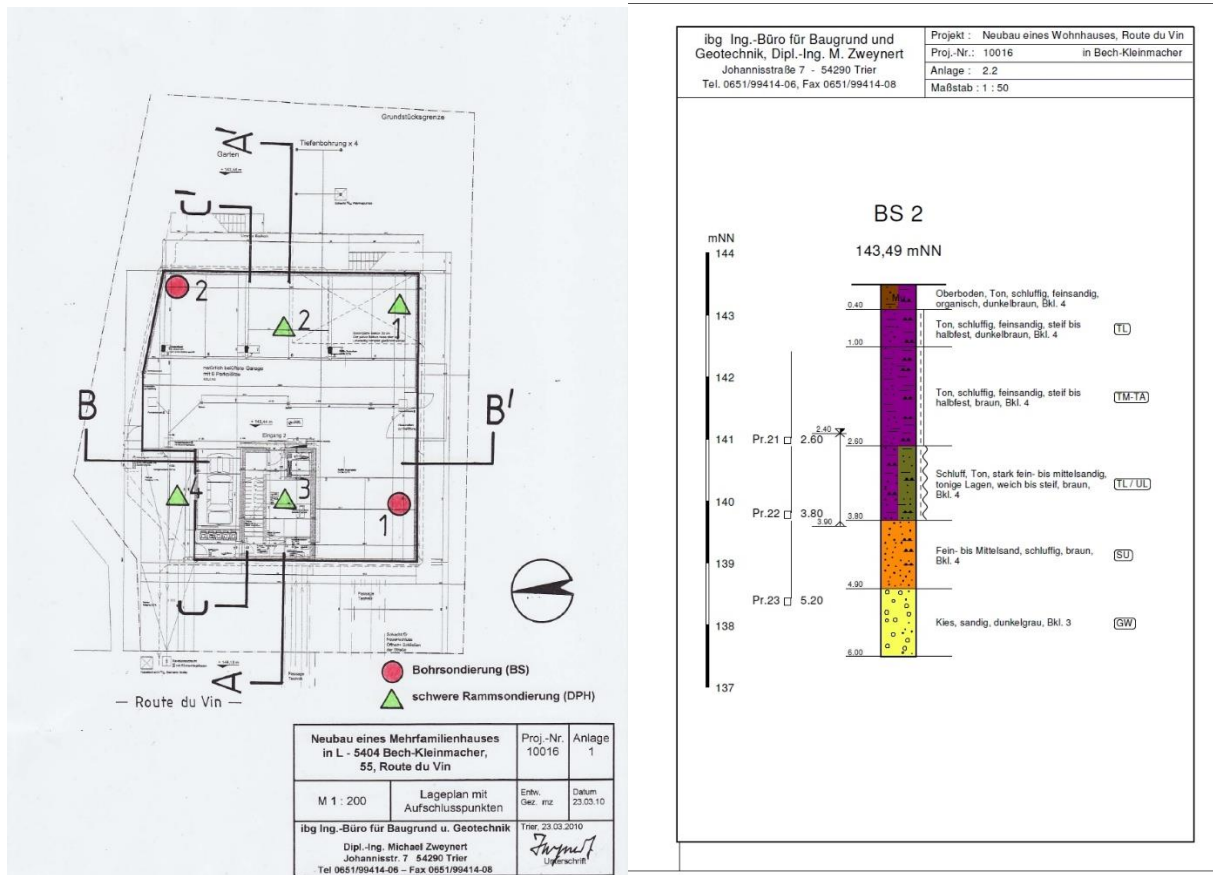 Grundstücksgrenze
Tiefenbohrung x 4
A'
Garten
C'
2
2
1
B
B'
Eingang 2
4
3
1
C
A
— Route du Vin —
Bohrsondierung (BS)
schwere Rammsondierung (DPH)
Neubau eines Mehrfamilienhauses
in L - 5404 Bech-Kleinmacher,
55, Route du Vin
Proj.-Nr.
10016
Anlage
1
M 1 : 200
Lageplan mit
Aufschlusspunkten
Entw.
Gez. mz
Datum
23.03.10
ibg Ing.-Büro für Baugrund u. Geotechnik
Dipl.-Ing. Michael Zweynert
Johannisstr. 7 54290 Trier
Tel 0651/99414-06 – Fax 0651/99414-08
Trier, 23.03.2010
Unterschrift
ibg Ing.-Büro für Baugrund und
Geotechnik, Dipl.-Ing. M. Zweynert
Johannisstraße 7 - 54290 Trier
Tel. 0651/99414-06, Fax 0651/99414-08
Projekt : Neubau eines Wohnhauses, Route du Vin
Proj.-Nr.: 10016 in Bech-Kleinmacher
Anlage : 2.2
Maßstab : 1 : 50
BS 2
mNN
143,49 mNN
144
143
142
141
140
139
138
137
M
0.40
Oberboden, Ton, schluffig, feinsandig,
organisch, dunkelbraun, Bkl. 4
1.00
Ton, schluffig, feinsandig, steif bis
halbfest, dunkelbraun, Bkl. 4
TL
Ton, schluffig, feinsandig, steif bis
halbfest, braun, Bkl. 4
TM-TA
Pr.21 2.60
2.40
2.60
Schluff, Ton, stark fein- bis mittelsandig,
tonige Lagen, weich bis steif, braun,
Bkl. 4
TL / UL
Pr.22 3.80
3.90
3.80
Fein- bis Mittelsand, schluffig, braun,
Bkl. 4
SU
4.90
Pr.23 5.20
Kies, sandig, dunkelgrau, Bkl. 3
GW
6.00